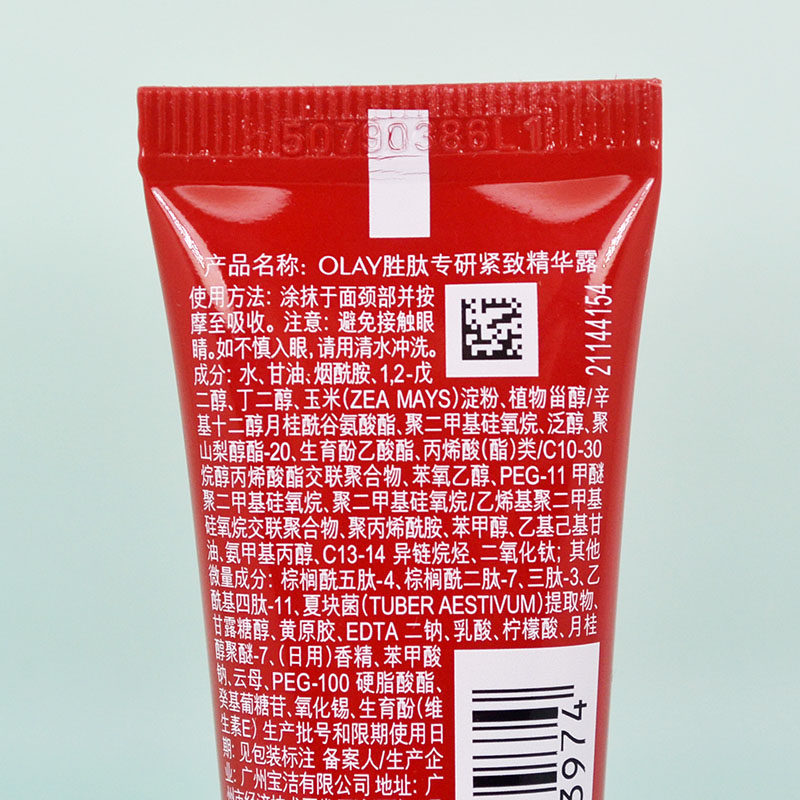 50790386L1
产品名称: OLAY胜肽专研紧致精华露
使用方法: 涂抹于面颈部并按
摩至吸收。注意: 避免接触眼
睛。如不慎入眼,请用清水冲洗。
21144154
成分: 水、甘油、烟酰胺、1,2-戊
二醇、丁二醇、玉米(ZEA MAYS)淀粉、植物甾醇/辛
基十二醇月桂酰谷氨酸酯、聚二甲基硅氧烷、泛醇、聚
山梨醇酯-20、生育酚乙酸酯、丙烯酸(酯)类/C10-30
烷醇丙烯酸酯交联聚合物、苯氧乙醇、PEG-11 甲醚
聚二甲基硅氧烷、聚二甲基硅氧烷/乙烯基聚二甲基
硅氧烷交联聚合物、聚丙烯酰胺、苯甲醇、乙基己基甘
油、氨甲基丙醇、C13-14 异链烷烃、二氧化钛; 其他
微量成分: 棕榈酰五肽-4、棕榈酰二肽-7、三肽-3、乙
酰基四肽-11、夏块菌(TUBER AESTIVUM)提取物、
甘露糖醇、黄原胶、EDTA 二钠、乳酸、柠檬酸、月桂
醇聚醚-7、(日用)香精、苯甲酸
钠、云母、PEG-100 硬脂酸酯、
癸基葡糖苷、氧化锡、生育酚(维
生素E) 生产批号和限期使用日
期: 见包装标注 备案人/生产企
业: 广州宝洁有限公司 地址: 广
州市经济技术开发
3974